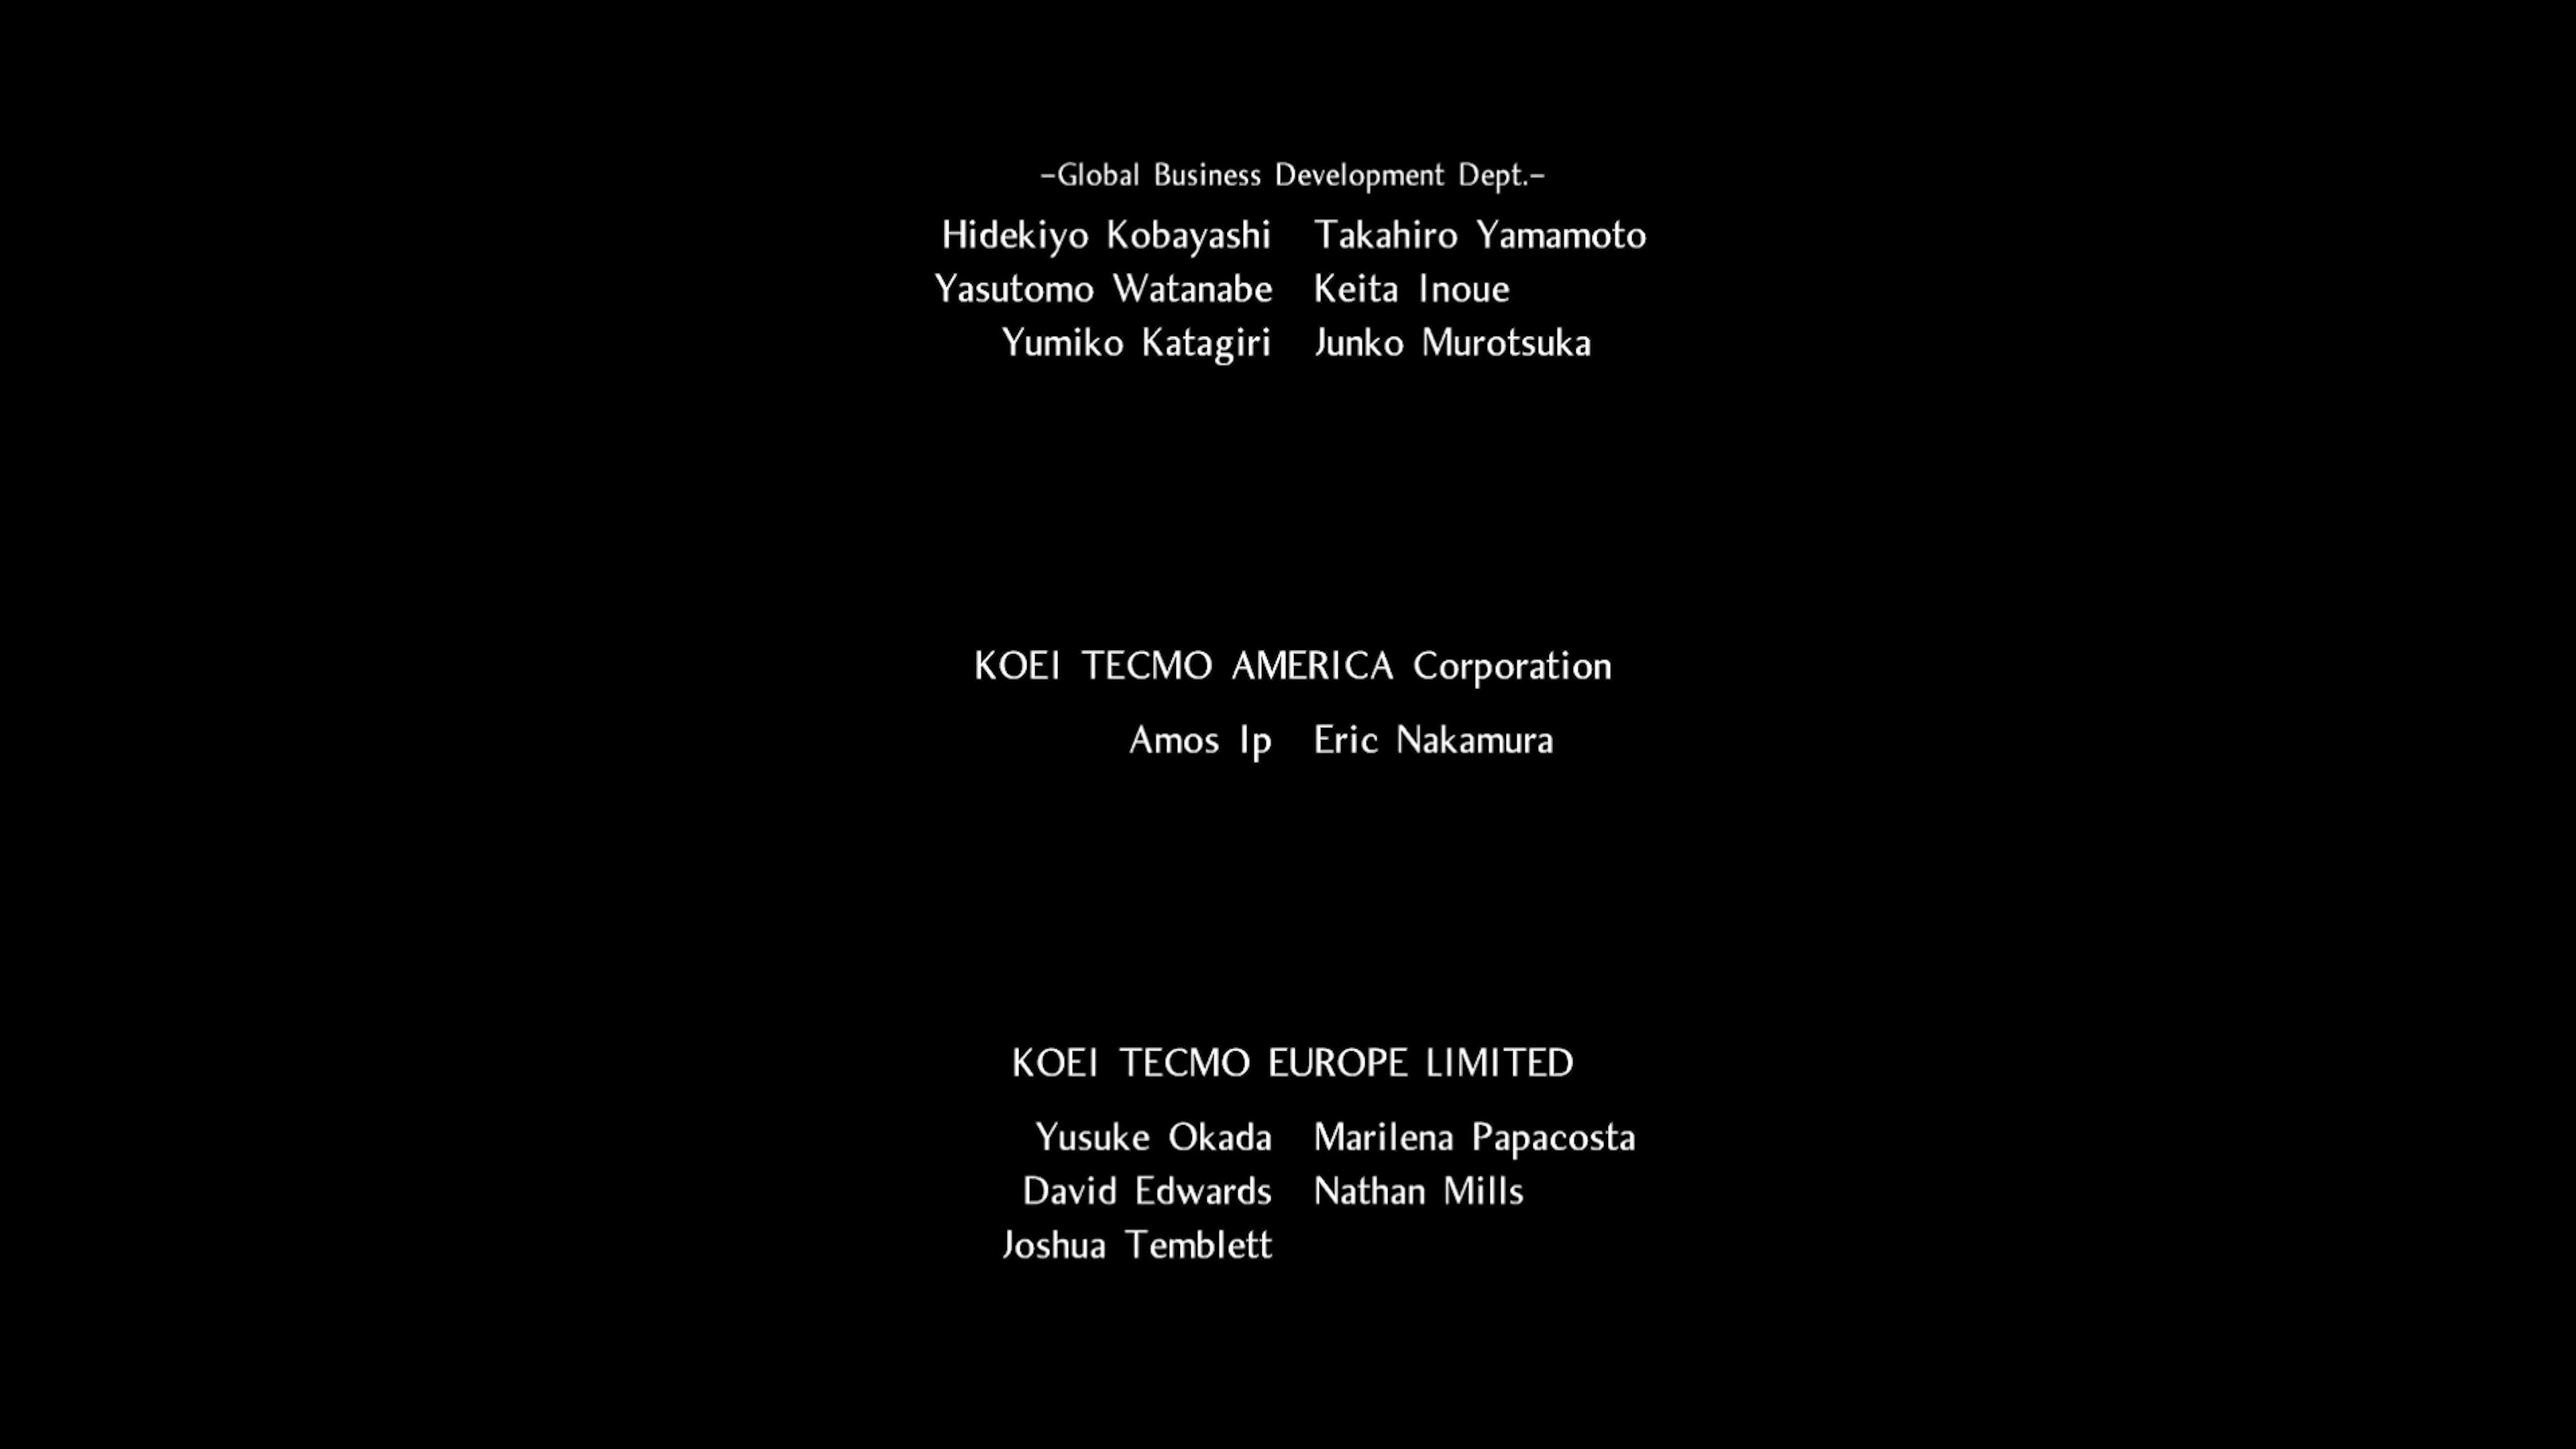 -Global Business Development Dept.-
Hidekiyo Kobayashi Takahiro Yamamoto
Yasutomo Watanabe Keita Inoue
Yumiko Katagiri Junko Murotsuka
KOEI TECMO AMERICA Corporation
Amos Ip Eric Nakamura
KOEI TECMO EUROPE LIMITED
Yusuke Okada Marilena Papacosta
David Edwards Nathan Mills
Joshua Temblett